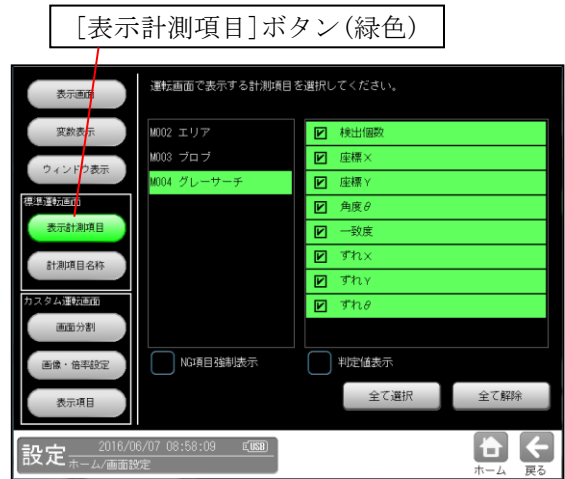 [表示計測項目]ボタン(緑色)
運転画面で表示する計測項目を選択してください。
表示画面
変数表示
ウィンドウ表示
標準運転画面
表示計測項目
計測項目名称
カスタム運転画面
画面分割
画像・倍率設定
表示項目
M002 エリア
M003 ブロブ
M004 グレーサーチ
検出個数
座標X
座標Y
角度θ
一致度
ずれX
ずれY
ずれθ
NG項目強制表示
判定値表示
全て選択
全て解除
設定
2016/06/07 08:58:09
USB
ホーム/画面設定
ホーム
戻る